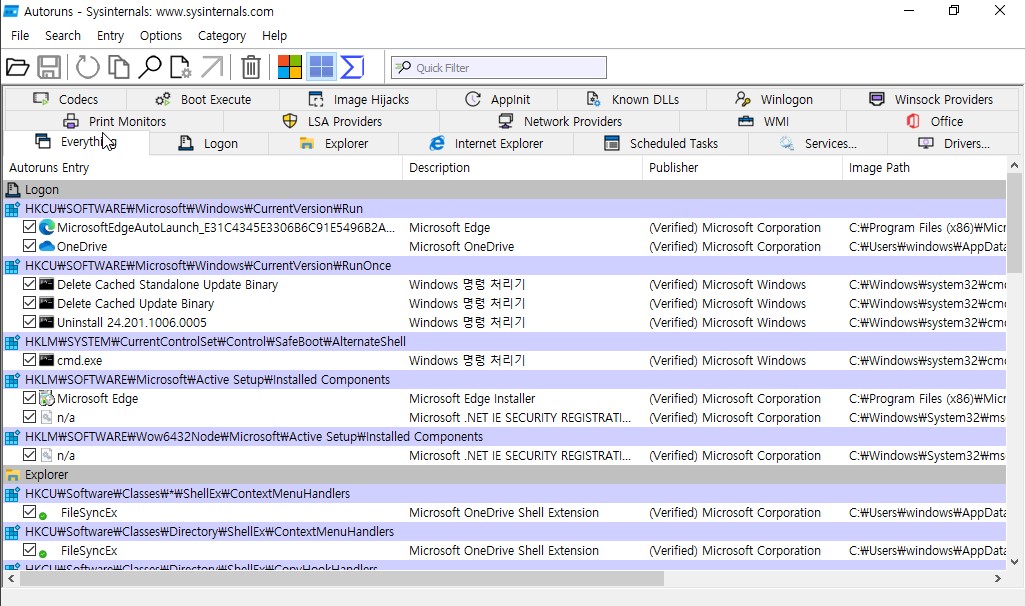 Autoruns - Sysinternals: www.sysinternals.com
File Search Entry Options Category Help
Quick Filter
Codecs Boot Execute Image Hijacks AppInit Known DLLs Winlogon Winsock Providers
Print Monitors LSA Providers Network Providers WMI Office
Everything Logon Explorer Internet Explorer Scheduled Tasks Services... Drivers...
Autoruns Entry Description Publisher Image Path
Logon
HKCU₩SOFTWARE₩Microsoft₩Windows₩CurrentVersion₩Run
MicrosoftEdgeAutoLaunch_E31C4345E3306B6C91E5496B2A... Microsoft Edge (Verified) Microsoft Corporation C:₩Program Files (x86)₩Micr
OneDrive Microsoft OneDrive (Verified) Microsoft Corporation C:₩Users₩windows₩AppData
HKCU₩SOFTWARE₩Microsoft₩Windows₩CurrentVersion₩RunOnce
Delete Cached Standalone Update Binary Windows 명령 처리기 (Verified) Microsoft Windows C:₩Windows₩system32₩cmd
Delete Cached Update Binary Windows 명령 처리기 (Verified) Microsoft Windows C:₩Windows₩system32₩cmd
Uninstall 24.201.1006.0005 Windows 명령 처리기 (Verified) Microsoft Windows C:₩Windows₩system32₩cmd
HKLM₩SYSTEM₩CurrentControlSet₩Control₩SafeBoot₩AlternateShell
cmd.exe Windows 명령 처리기 (Verified) Microsoft Windows C:₩Windows₩system32₩cmd
HKLM₩SOFTWARE₩Microsoft₩Active Setup₩Installed Components
Microsoft Edge Microsoft Edge Installer (Verified) Microsoft Corporation C:₩Program Files (x86)₩Micr
n/a Microsoft .NET IE SECURITY REGISTRATI... (Verified) Microsoft Corporation C:₩Windows₩System32₩ms
HKLM₩SOFTWARE₩Wow6432Node₩Microsoft₩Active Setup₩Installed Components
n/a Microsoft .NET IE SECURITY REGISTRATI... (Verified) Microsoft Corporation C:₩Windows₩System32₩ms
Explorer
HKCU₩Software₩Classes₩*₩ShellEx₩ContextMenuHandlers
FileSyncEx Microsoft OneDrive Shell Extension (Verified) Microsoft Corporation C:₩Users₩windows₩AppData
HKCU₩Software₩Classes₩Directory₩ShellEx₩ContextMenuHandlers
FileSyncEx Microsoft OneDrive Shell Extension (Verified) Microsoft Corporation C:₩Users₩windows₩AppData
HKCU₩Software₩Classes₩Directory₩ShellEx₩CopyHookHandlers